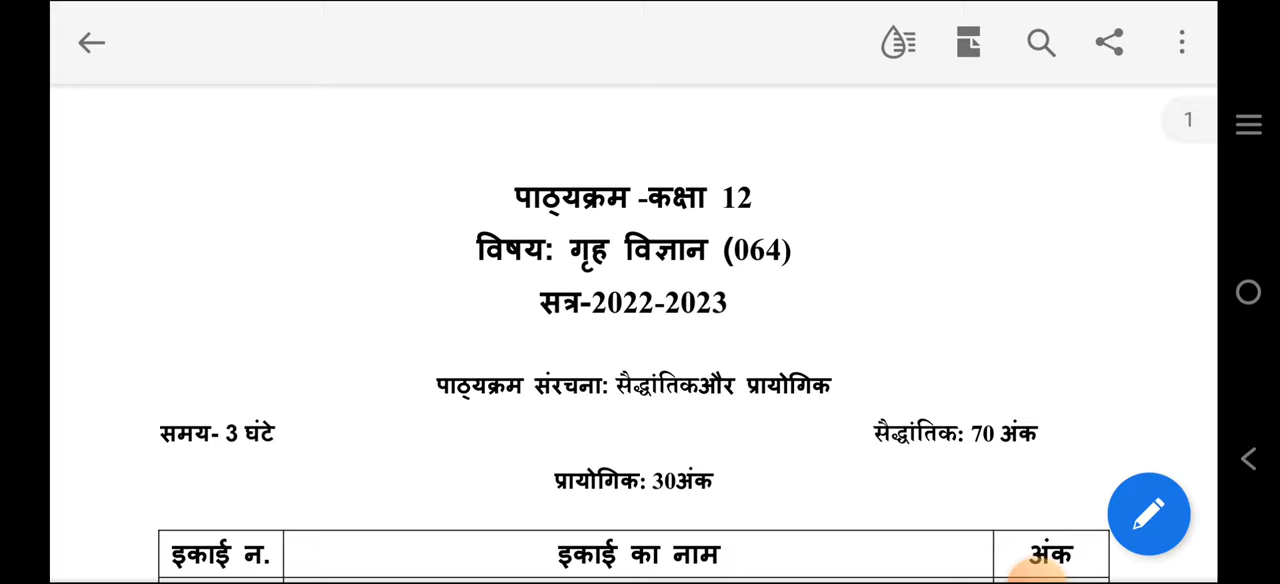 1
पाठ्यक्रम -कक्षा 12
विषय: गृह विज्ञान (064)
सत्र-2022-2023
पाठ्यक्रम संरचना: सैद्धांतिकऔर प्रायोगिक
समय- 3 घंटे सैद्धांतिक: 70 अंक
प्रायोगिक: 30अंक
इकाई न. इकाई का नाम अंक